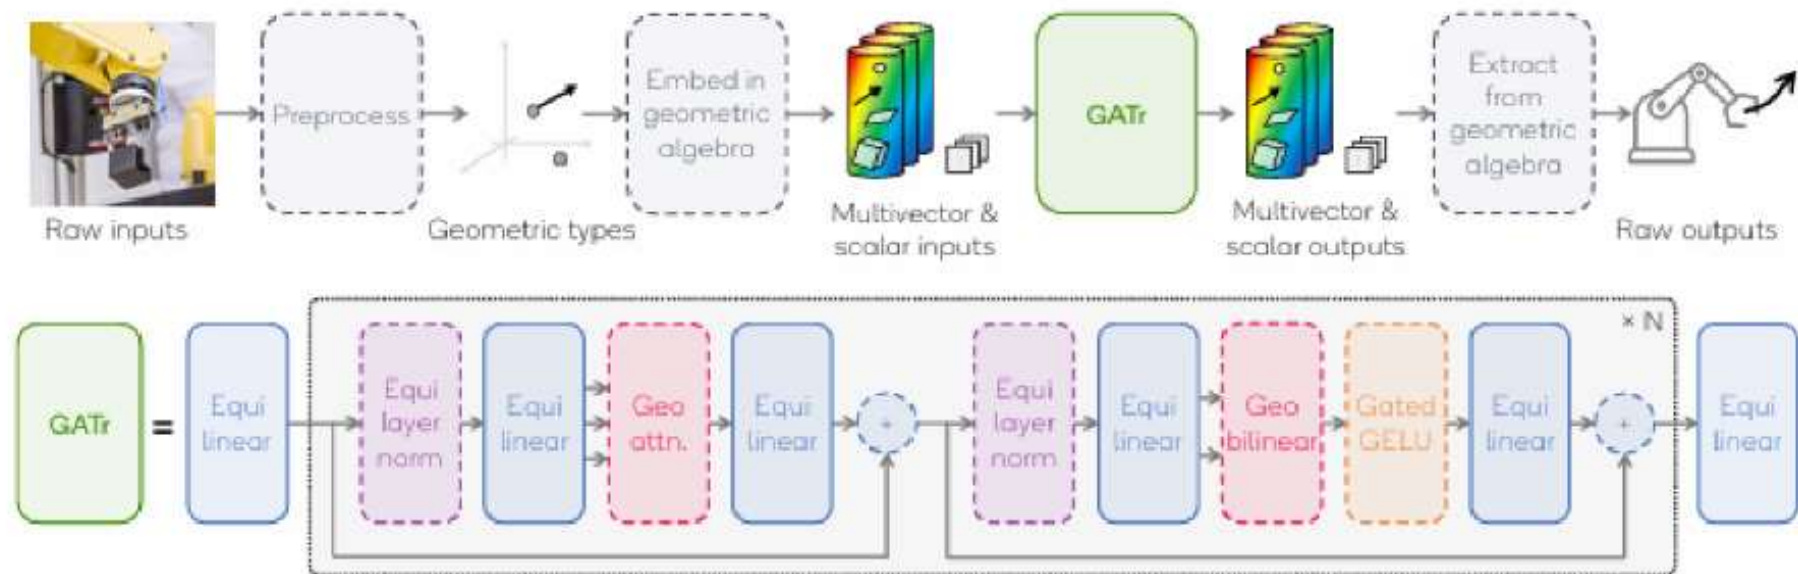 Preprocess
Embed in
geometric
algebra
GATr
Extract
from
geometric
algebra
Raw inputs
Geometric types
Multivector &
scalar inputs
Multivector &
scalar outputs
Raw outputs
× N
GATr
=
Equi
linear
Equi
layer
norm
Equi
linear
Geo
attn.
Equi
linear
+
Equi
layer
norm
Equi
linear
Geo
bilinear
Gated
GELU
Equi
linear
+
Equi
linear